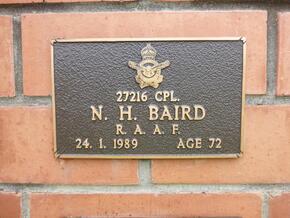 27216 CPL.
N. H. BAIRD
R. A. A. F.
24. 1. 1989 AGE 72